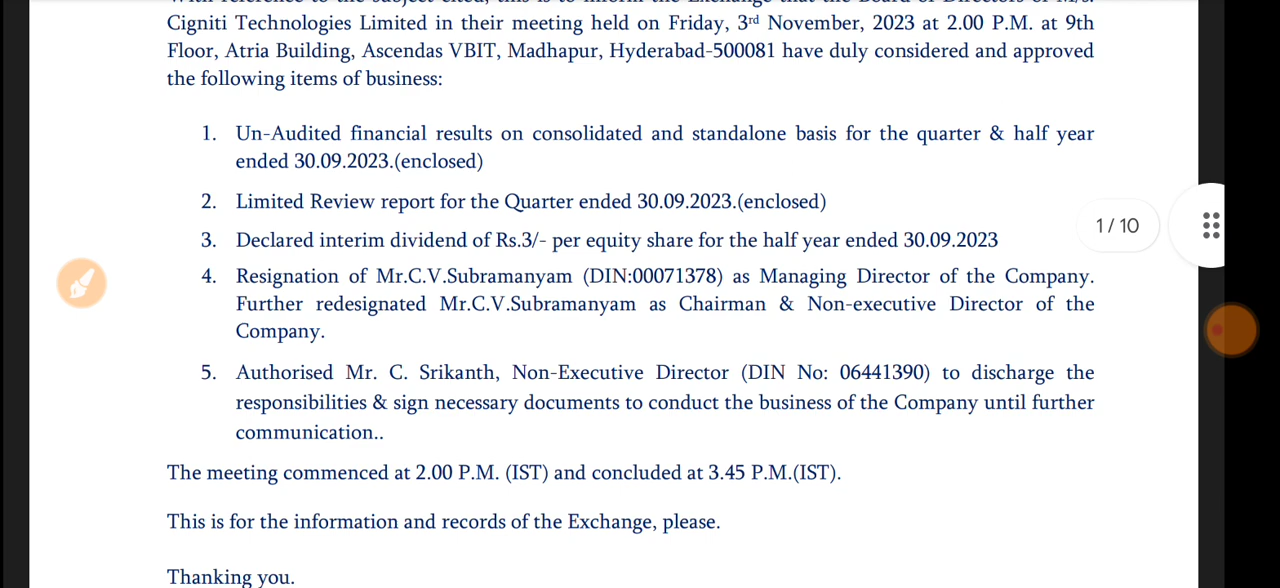 Cigniti Technologies Limited in their meeting held on Friday, 3rd November, 2023 at 2.00 P.M. at 9th
Floor, Atria Building, Ascendas VBIT, Madhapur, Hyderabad-500081 have duly considered and approved
the following items of business:
1. Un-Audited financial results on consolidated and standalone basis for the quarter & half year
ended 30.09.2023.(enclosed)
2. Limited Review report for the Quarter ended 30.09.2023.(enclosed)
1 / 10
3. Declared interim dividend of Rs.3/- per equity share for the half year ended 30.09.2023
4. Resignation of Mr.C.V.Subramanyam (DIN:00071378) as Managing Director of the Company.
Further redesignated Mr.C.V.Subramanyam as Chairman & Non-executive Director of the
Company.
5. Authorised Mr. C. Srikanth, Non-Executive Director (DIN No: 06441390) to discharge the
responsibilities & sign necessary documents to conduct the business of the Company until further
communication..
The meeting commenced at 2.00 P.M. (IST) and concluded at 3.45 P.M.(IST).
This is for the information and records of the Exchange, please.
Thanking you.